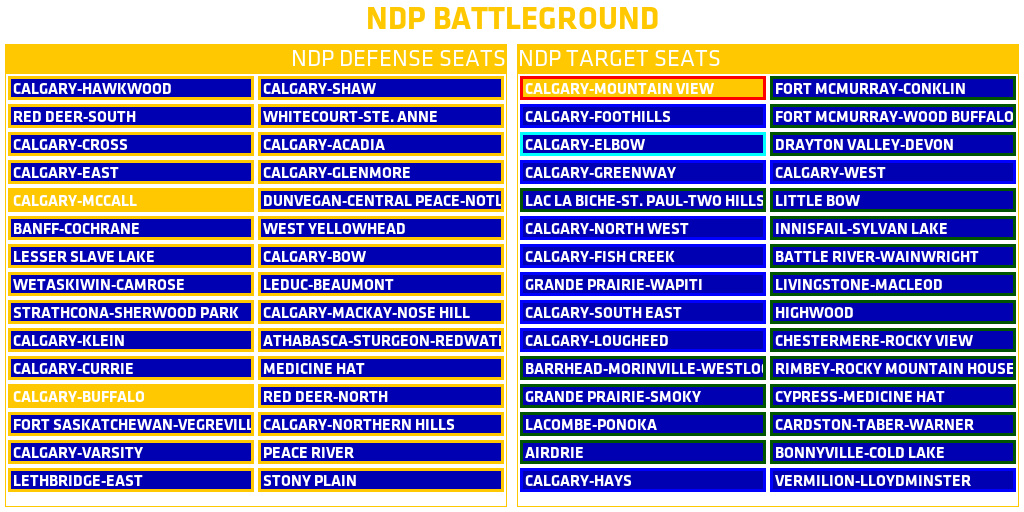 NDP BATTLEGROUND
NDP DEFENSE SEATS
CALGARY-HAWKWOOD
CALGARY-SHAW
RED DEER-SOUTH
WHITECOURT-STE. ANNE
CALGARY-CROSS
CALGARY-ACADIA
CALGARY-EAST
CALGARY-GLENMORE
CALGARY-MCCALL
DUNVEGAN-CENTRAL PEACE-NOTL
BANFF-COCHRANE
WEST YELLOWHEAD
LESSER SLAVE LAKE
CALGARY-BOW
WETASKIWIN-CAMROSE
LEDUC-BEAUMONT
STRATHCONA-SHERWOOD PARK
CALGARY-MACKAY-NOSE HILL
CALGARY-KLEIN
ATHABASCA-STURGEON-REDWAT
CALGARY-CURRIE
MEDICINE HAT
CALGARY-BUFFALO
RED DEER-NORTH
FORT SASKATCHEWAN-VEGREVILL
CALGARY-NORTHERN HILLS
CALGARY-VARSITY
PEACE RIVER
LETHBRIDGE-EAST
STONY PLAIN
NDP TARGET SEATS
CALGARY-MOUNTAIN VIEW
FORT MCMURRAY-CONKLIN
CALGARY-FOOTHILLS
FORT MCMURRAY-WOOD BUFFALO
CALGARY-ELBOW
DRAYTON VALLEY-DEVON
CALGARY-GREENWAY
CALGARY-WEST
LAC LA BICHE-ST. PAUL-TWO HILLS
LITTLE BOW
CALGARY-NORTH WEST
INNISFAIL-SYLVAN LAKE
CALGARY-FISH CREEK
BATTLE RIVER-WAINWRIGHT
GRANDE PRAIRIE-WAPITI
LIVINGSTONE-MACLEOD
CALGARY-SOUTH EAST
HIGHWOOD
CALGARY-LOUGHEED
CHESTERMERE-ROCKY VIEW
BARRHEAD-MORINVILLE-WESTLO
RIMBEY-ROCKY MOUNTAIN HOUSE
GRANDE PRAIRIE-SMOKY
CYPRESS-MEDICINE HAT
LACOMBE-PONOKA
CARDSTON-TABER-WARNER
AIRDRIE
BONNYVILLE-COLD LAKE
CALGARY-HAYS
VERMILION-LLOYDMINSTER